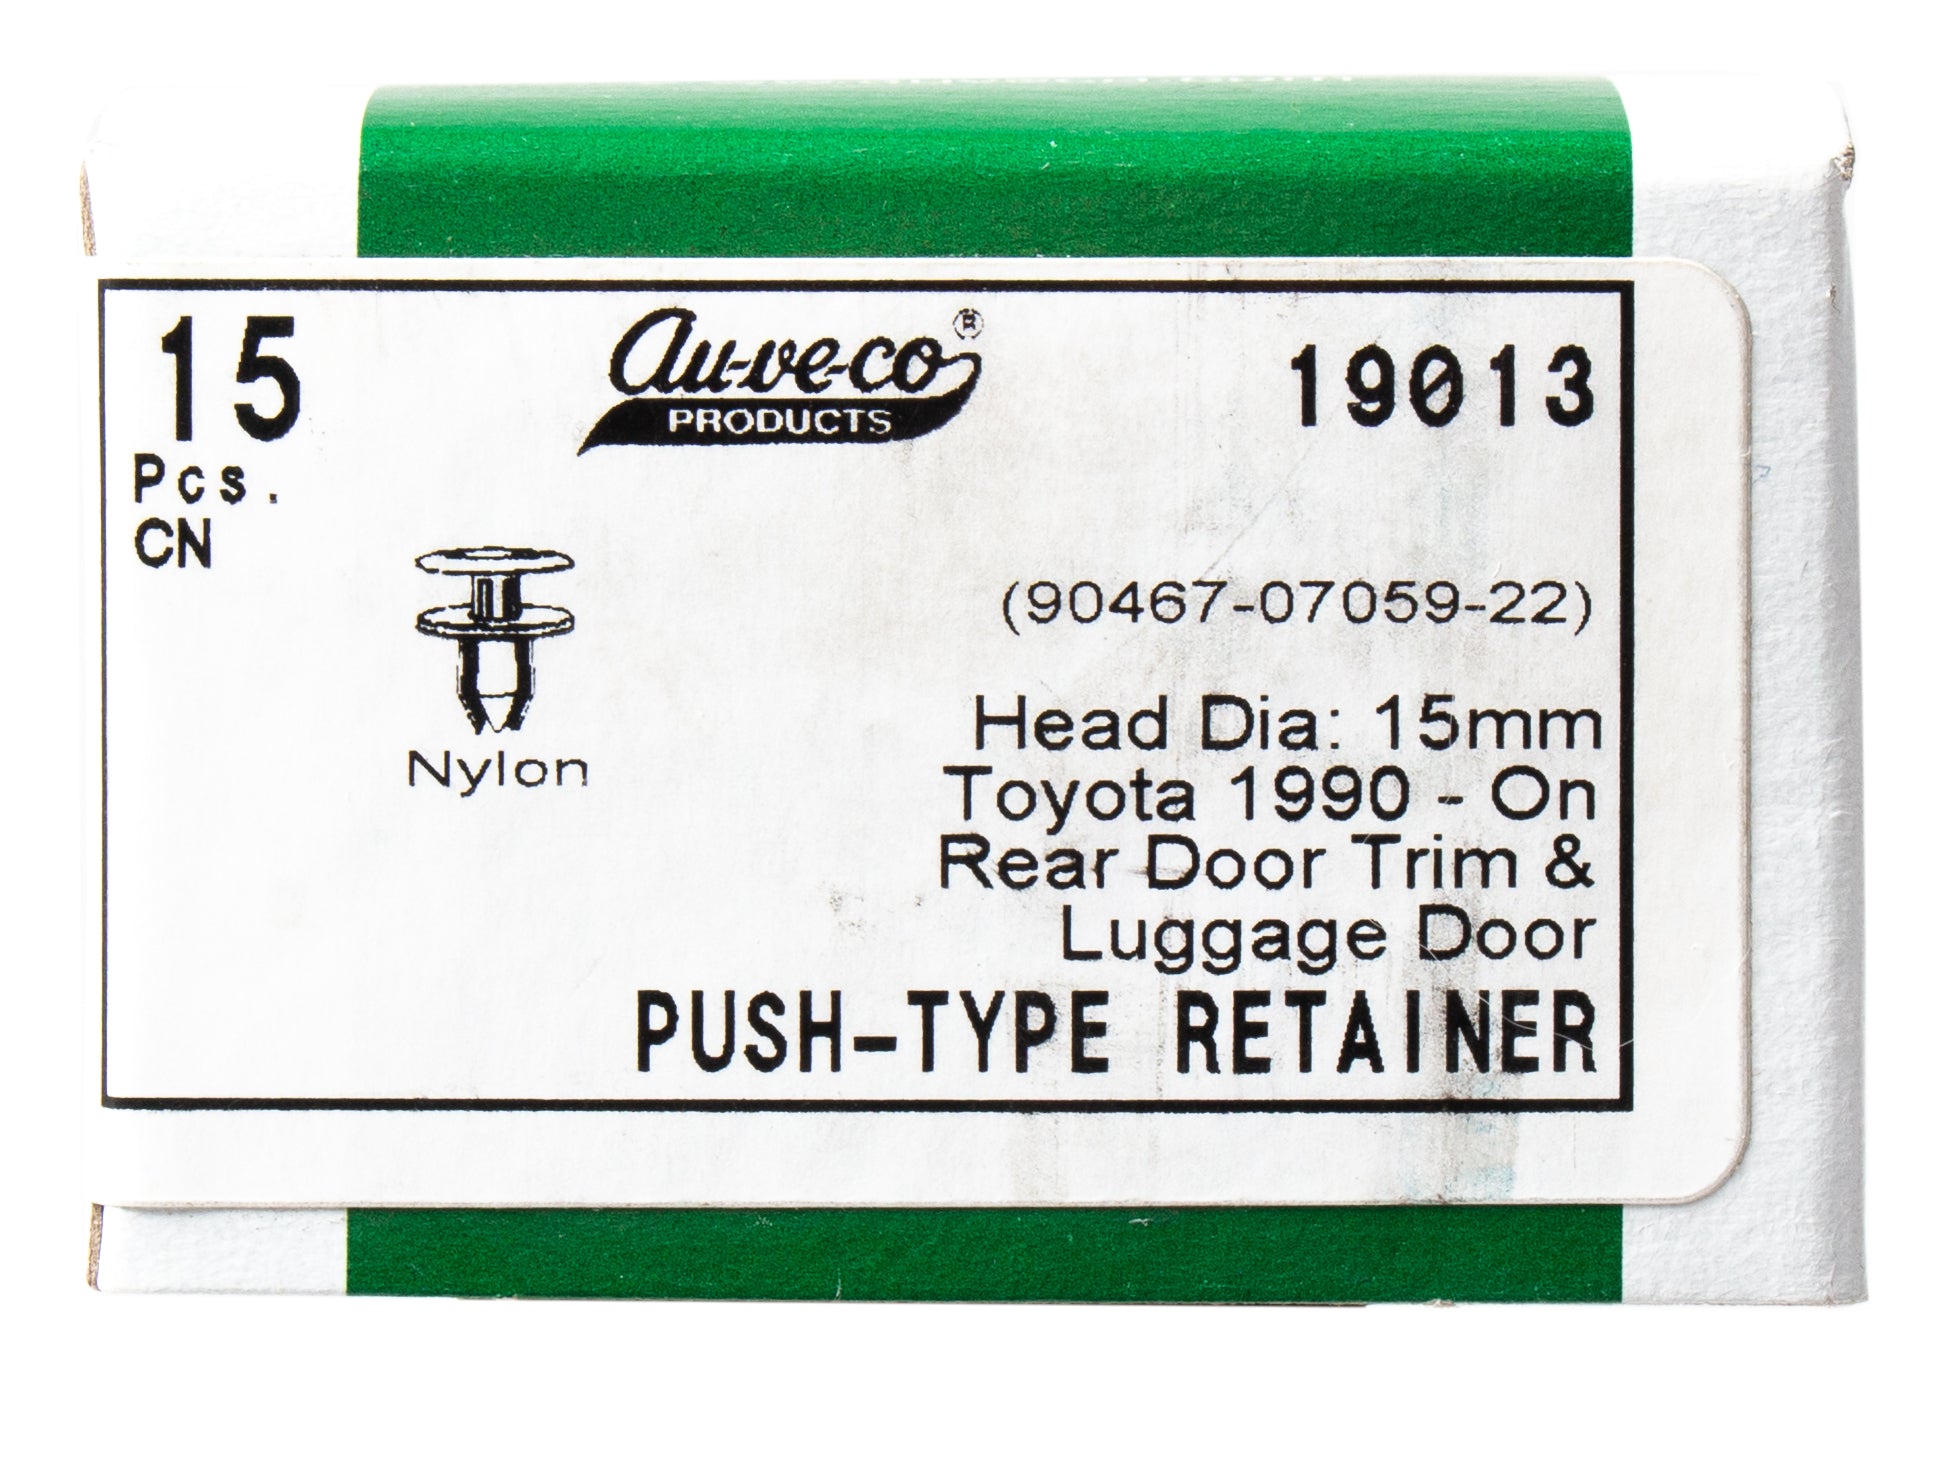 15
Pcs.
CN
au-ve-co®
PRODUCTS
19013
Nylon
(90467-07059-22)
Head Dia: 15mm
Toyota 1990 - On
Rear Door Trim &
Luggage Door
PUSH-TYPE RETAINER